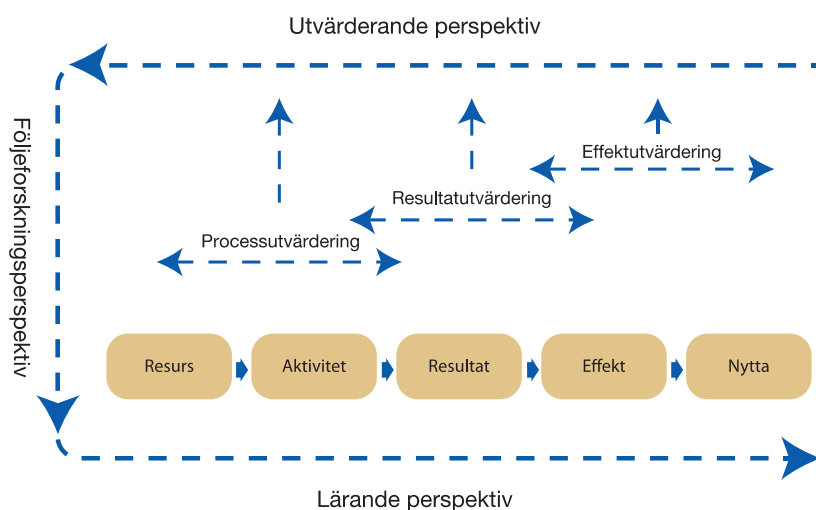 Utvärderande perspektiv
Följeforskningsperspektiv
Effektutvärdering
Resultatutvärdering
Processutvärdering
Resurs
Aktivitet
Resultat
Effekt
Nytta
Lärande perspektiv